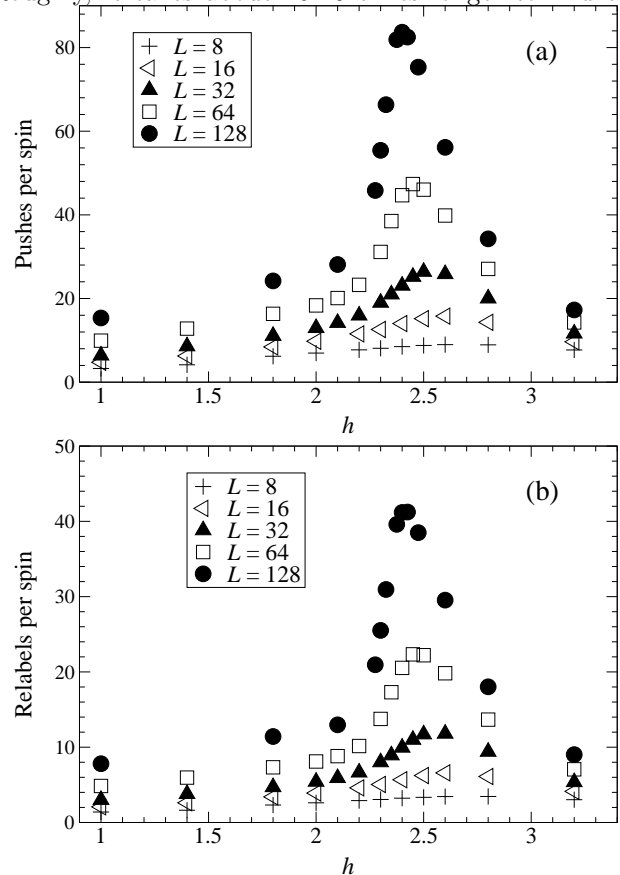 80
60
40
20
0
Pushes per spin
(a)
L = 8
L = 16
L = 32
L = 64
L = 128
1
1.5
2
2.5
3
h
50
40
30
20
10
0
Relabels per spin
(b)
L = 8
L = 16
L = 32
L = 64
L = 128
1
1.5
2
2.5
3
h